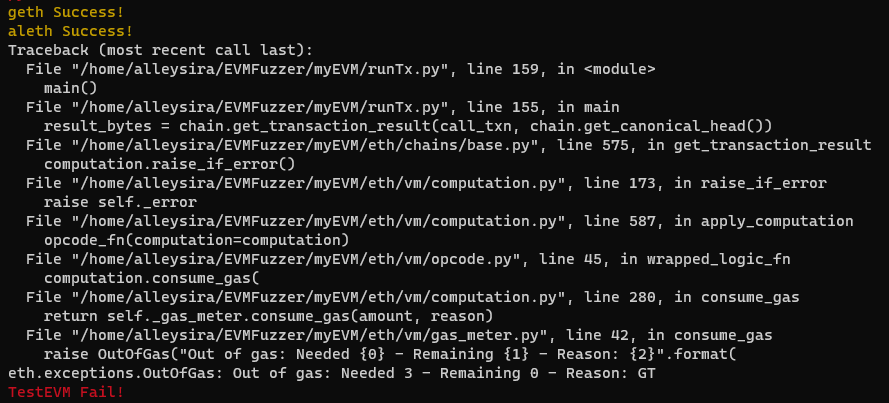 geth Success!
aleth Success!
Traceback (most recent call last):
  File "/home/alleysira/EVMFuzzer/myEVM/runTx.py", line 159, in <module>
    main()
  File "/home/alleysira/EVMFuzzer/myEVM/runTx.py", line 155, in main
    result_bytes = chain.get_transaction_result(call_txn, chain.get_canonical_head())
  File "/home/alleysira/EVMFuzzer/myEVM/eth/chains/base.py", line 575, in get_transaction_result
    computation.raise_if_error()
  File "/home/alleysira/EVMFuzzer/myEVM/eth/vm/computation.py", line 173, in raise_if_error
    raise self._error
  File "/home/alleysira/EVMFuzzer/myEVM/eth/vm/computation.py", line 587, in apply_computation
    opcode_fn(computation=computation)
  File "/home/alleysira/EVMFuzzer/myEVM/eth/vm/opcode.py", line 45, in wrapped_logic_fn
    computation.consume_gas(
  File "/home/alleysira/EVMFuzzer/myEVM/eth/vm/computation.py", line 280, in consume_gas
    return self._gas_meter.consume_gas(amount, reason)
  File "/home/alleysira/EVMFuzzer/myEVM/eth/vm/gas_meter.py", line 42, in consume_gas
    raise OutOfGas("Out of gas: Needed {0} - Remaining {1} - Reason: {2}".format(
eth.exceptions.OutOfGas: Out of gas: Needed 3 - Remaining 0 - Reason: GT
TestEVM Fail!